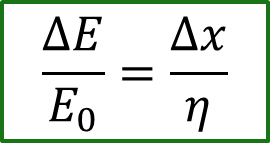 ΔE/E₀ = Δx/η